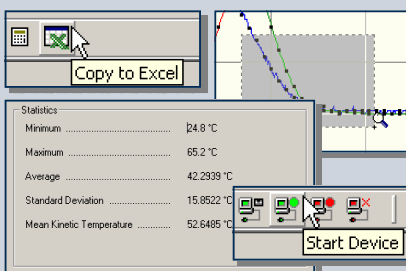 Copy to Excel
Statistics
Minimum ............................ 24.8 °C
Maximum ........................... 65.2 °C
Average ............................. 42.2939 °C
Standard Deviation ............. 15.8522 °C
Mean Kinetic Temperature ...... 52.6485 °C
Start Device